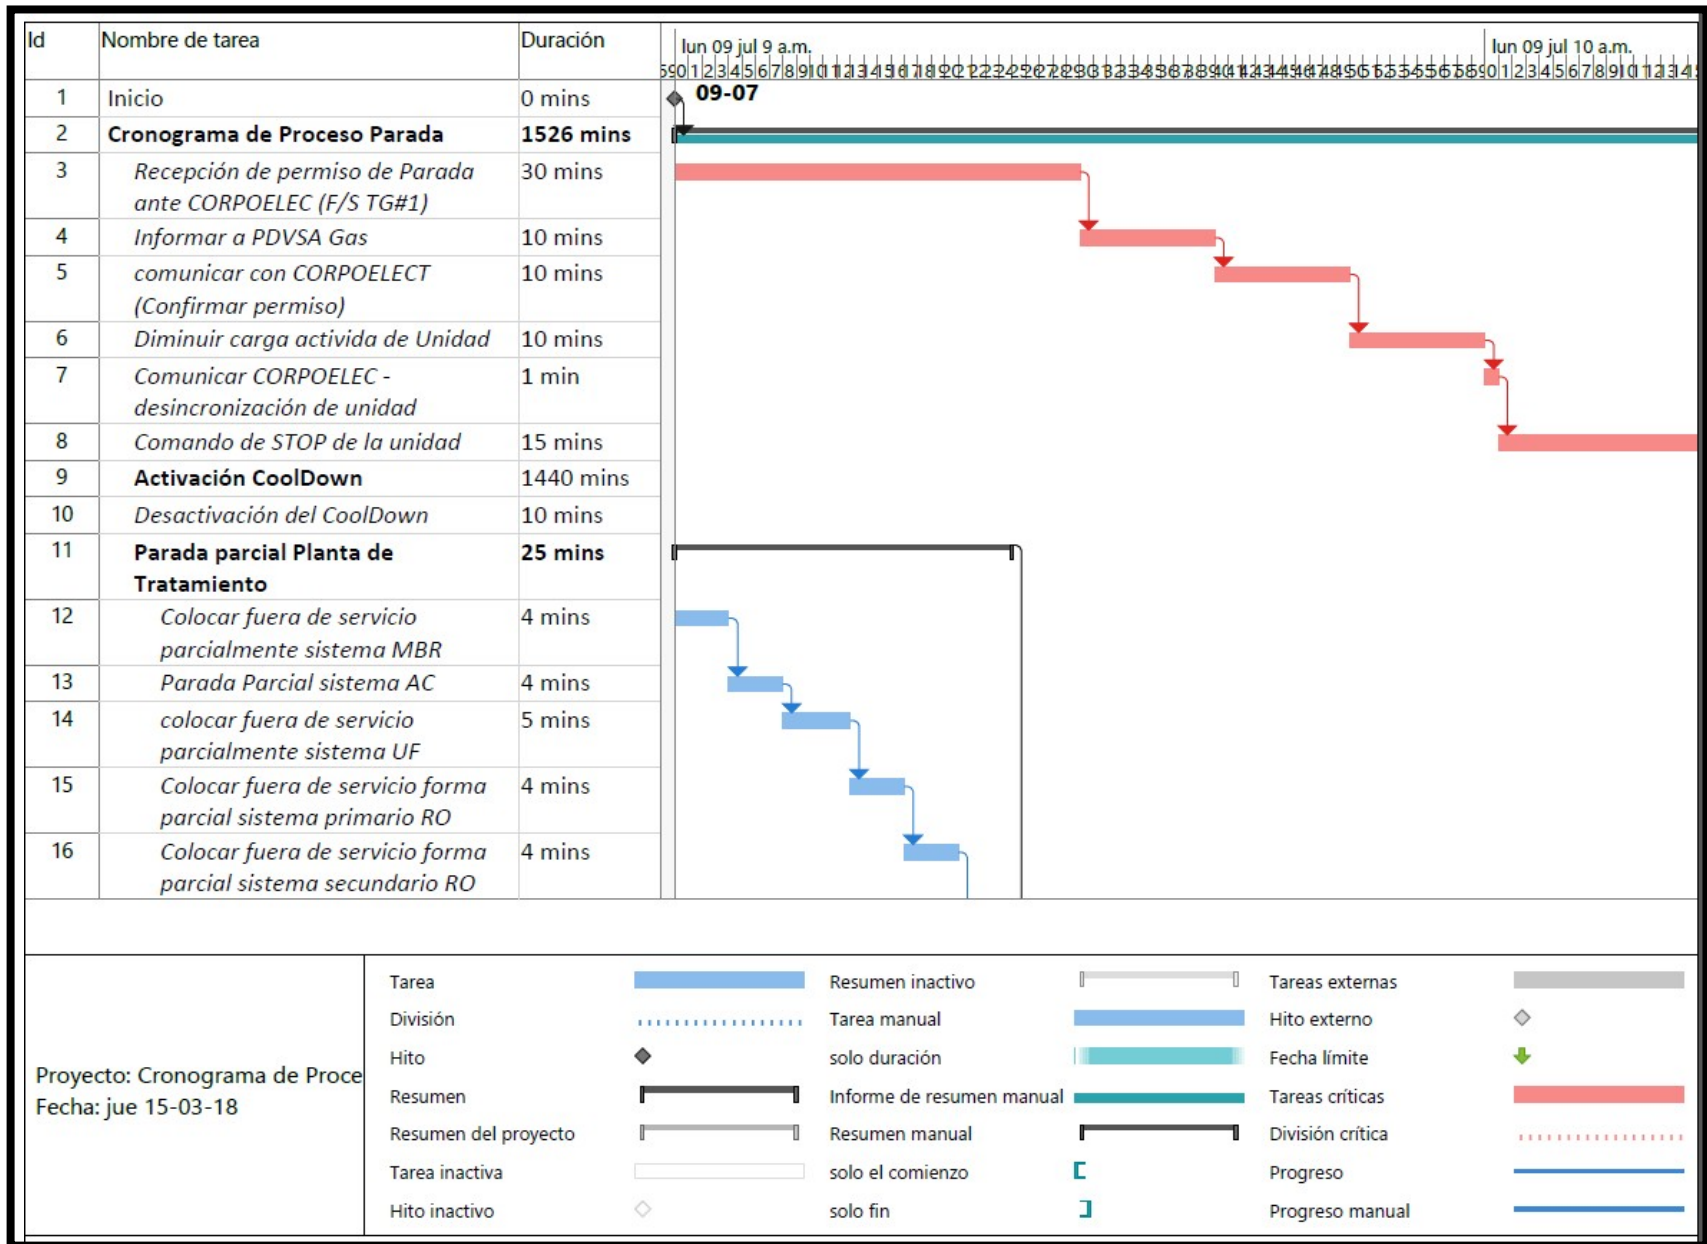 Id Nombre de tarea Duración lun 09 jul 9 a.m. lun 09 jul 10 a.m.
1 Inicio 0 mins 09-07
2 Cronograma de Proceso Parada 1526 mins
3 Recepción de permiso de Parada 30 mins
ante CORPOELEC (F/S TG#1)
4 Informar a PDVSA Gas 10 mins
5 comunicar con CORPOELECT 10 mins
(Confirmar permiso)
6 Diminuir carga activida de Unidad 10 mins
7 Comunicar CORPOELEC - 1 min
desincronización de unidad
8 Comando de STOP de la unidad 15 mins
9 Activación CoolDown 1440 mins
10 Desactivación del CoolDown 10 mins
11 Parada parcial Planta de 25 mins
Tratamiento
12 Colocar fuera de servicio 4 mins
parcialmente sistema MBR
13 Parada Parcial sistema AC 4 mins
14 colocar fuera de servicio 5 mins
parcialmente sistema UF
15 Colocar fuera de servicio forma 4 mins
parcial sistema primario RO
16 Colocar fuera de servicio forma 4 mins
parcial sistema secundario RO
Proyecto: Cronograma de Proce
Fecha: jue 15-03-18
Tarea Resumen inactivo Tareas externas
División Tarea manual Hito externo
Hito solo duración Fecha límite
Resumen Informe de resumen manual Tareas críticas
Resumen del proyecto Resumen manual División crítica
Tarea inactiva solo el comienzo Progreso
Hito inactivo solo fin Progreso manual